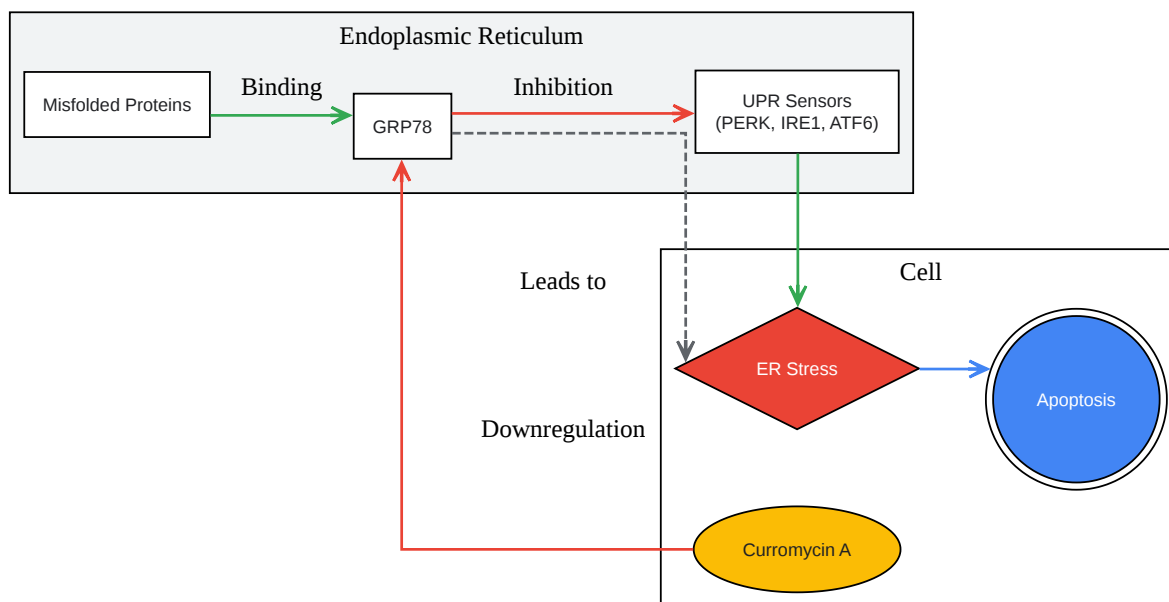 Endoplasmic Reticulum
Misfolded Proteins
Binding
GRP78
Inhibition
UPR Sensors
(PERK, IRE1, ATF6)
Leads to
Cell
ER Stress
Apoptosis
Downregulation
Curromycin A